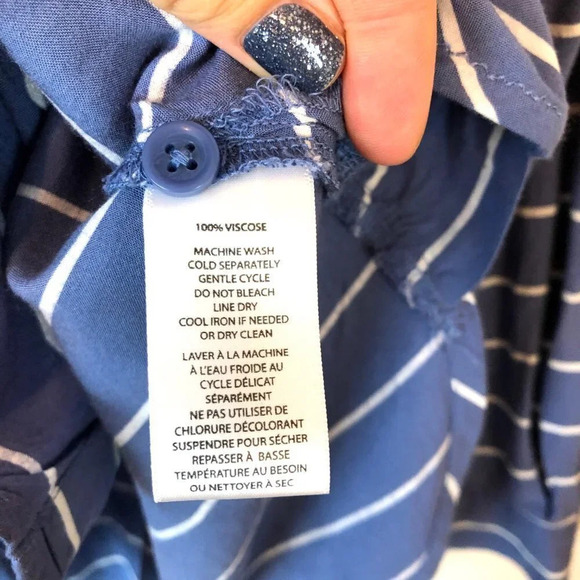 100% VISCOSE
MACHINE WASH
COLD SEPARATELY
GENTLE CYCLE
DO NOT BLEACH
LINE DRY
COOL IRON IF NEEDED
OR DRY CLEAN
LAVER À LA MACHINE
À L'EAU FROIDE AU
CYCLE DÉLICAT
SÉPARÉMENT
NE PAS UTILISER DE
CHLORURE DÉCOLORANT
SUSPENDRE POUR SÉCHER
REPASSER À BASSE
TEMPÉRATURE AU BESOIN
OU NETTOYER À SEC